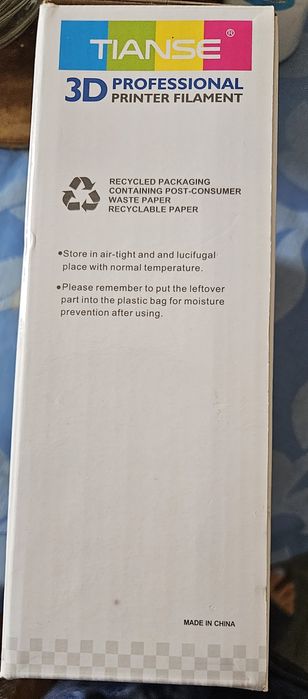 TIANSE®
3D PROFESSIONAL
PRINTER FILAMENT
RECYCLED PACKAGING
CONTAINING POST-CONSUMER
WASTE PAPER
RECYCLABLE PAPER
•Store in air-tight and and lucifugal
place with normal temperature.
•Please remember to put the leftover
part into the plastic bag for moisture
prevention after using.
MADE IN CHINA